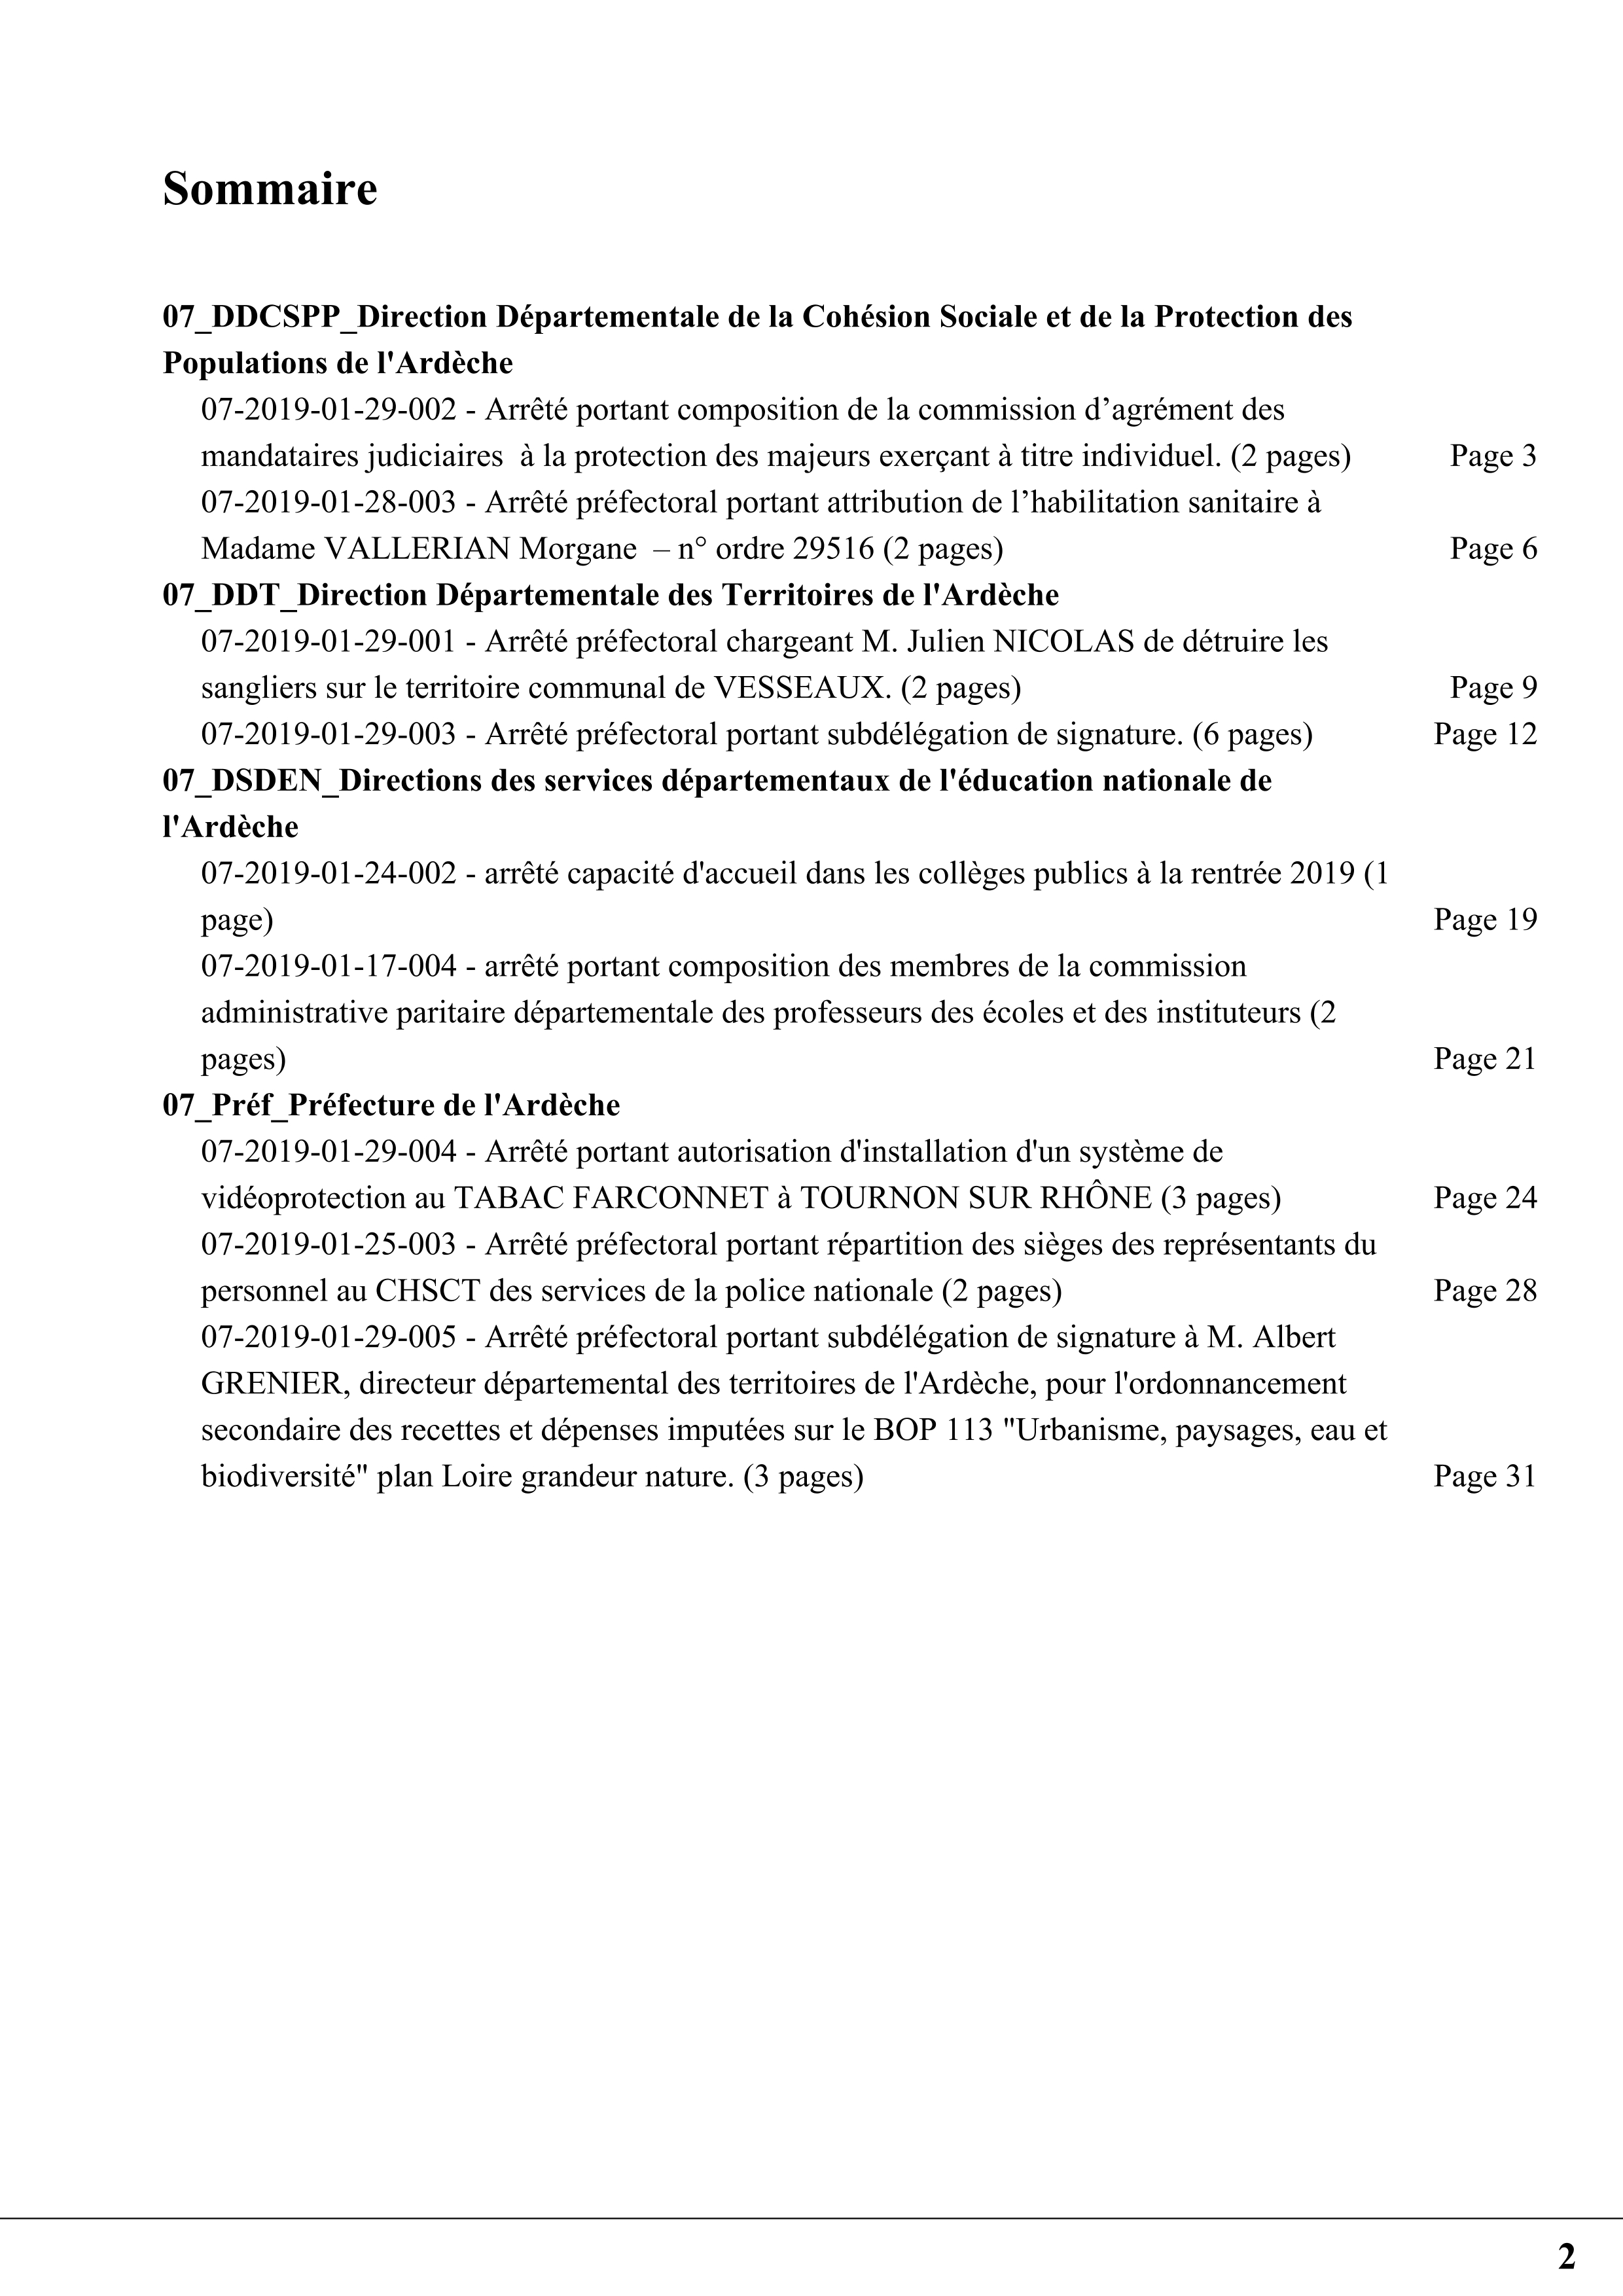 Sommaire
07_DDCSPP_Direction Départementale de la Cohésion Sociale et de la Protection des
Populations de l'Ardèche
07-2019-01-29-002 - Arrêté portant composition de la commission d’agrément des
mandataires judiciaires  à la protection des majeurs exerçant à titre individuel. (2 pages) Page 3
07-2019-01-28-003 - Arrêté préfectoral portant attribution de l’habilitation sanitaire à
Madame VALLERIAN Morgane  – n° ordre 29516 (2 pages) Page 6
07_DDT_Direction Départementale des Territoires de l'Ardèche
07-2019-01-29-001 - Arrêté préfectoral chargeant M. Julien NICOLAS de détruire les
sangliers sur le territoire communal de VESSEAUX. (2 pages) Page 9
07-2019-01-29-003 - Arrêté préfectoral portant subdélégation de signature. (6 pages) Page 12
07_DSDEN_Directions des services départementaux de l'éducation nationale de
l'Ardèche
07-2019-01-24-002 - arrêté capacité d'accueil dans les collèges publics à la rentrée 2019 (1
page) Page 19
07-2019-01-17-004 - arrêté portant composition des membres de la commission
administrative paritaire départementale des professeurs des écoles et des instituteurs (2
pages) Page 21
07_Préf_Préfecture de l'Ardèche
07-2019-01-29-004 - Arrêté portant autorisation d'installation d'un système de
vidéoprotection au TABAC FARCONNET à TOURNON SUR RHÔNE (3 pages) Page 24
07-2019-01-25-003 - Arrêté préfectoral portant répartition des sièges des représentants du
personnel au CHSCT des services de la police nationale (2 pages) Page 28
07-2019-01-29-005 - Arrêté préfectoral portant subdélégation de signature à M. Albert
GRENIER, directeur départemental des territoires de l'Ardèche, pour l'ordonnancement
secondaire des recettes et dépenses imputées sur le BOP 113 "Urbanisme, paysages, eau et
biodiversité" plan Loire grandeur nature. (3 pages) Page 31
2